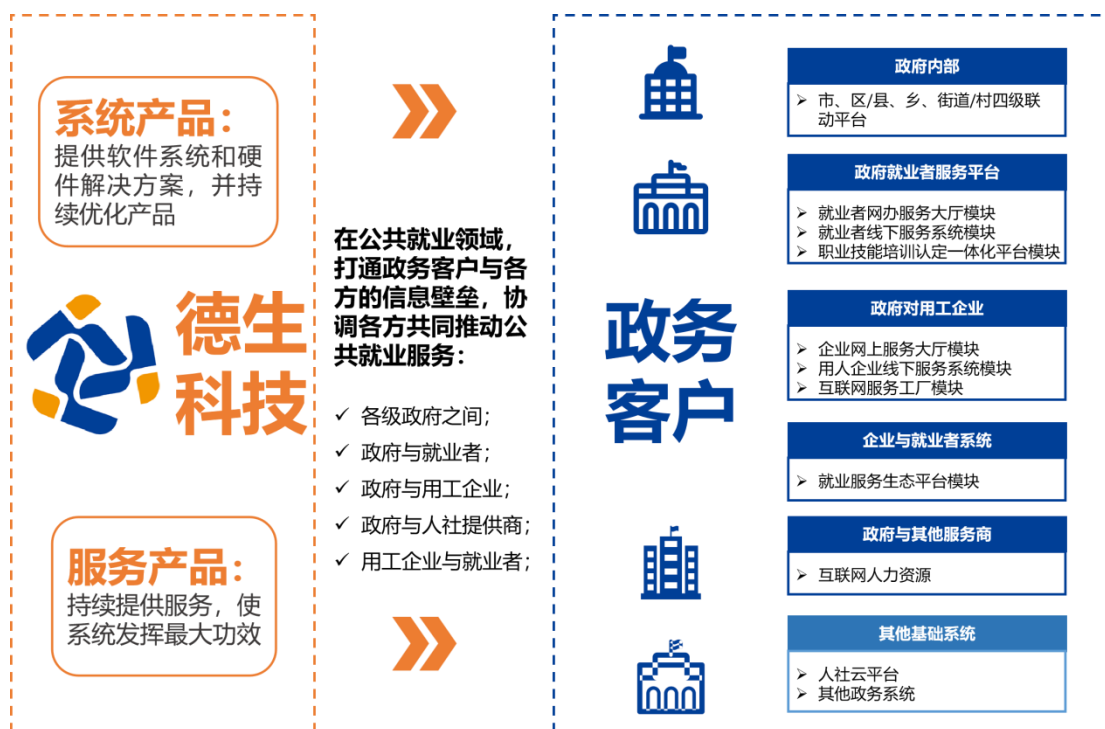 系统产品：
提供软件系统和硬
件解决方案，并持
续优化产品
德生
科技
服务产品：
持续提供服务，使
系统发挥最大功效
在公共就业领域，
打通政务客户与各
方的信息壁垒，协
调各方共同推动公
共就业服务：
✓ 各级政府之间；
✓ 政府与就业者；
✓ 政府与用工企业；
✓ 政府与人社提供商；
✓ 用工企业与就业者；
政务
客户
政府内部
➢ 市、区/县、乡、街道/村四级联
动平台
政府就业者服务平台
➢ 就业者网办服务大厅模块
➢ 就业者线下服务系统模块
➢ 职业技能培训认定一体化平台模块
政府对用工企业
➢ 企业网上服务大厅模块
➢ 用人企业线下服务系统模块
➢ 互联网服务工厂模块
企业与就业者系统
➢ 就业服务生态平台模块
政府与其他服务商
➢ 互联网人力资源
其他基础系统
➢ 人社云平台
➢ 其他政务系统